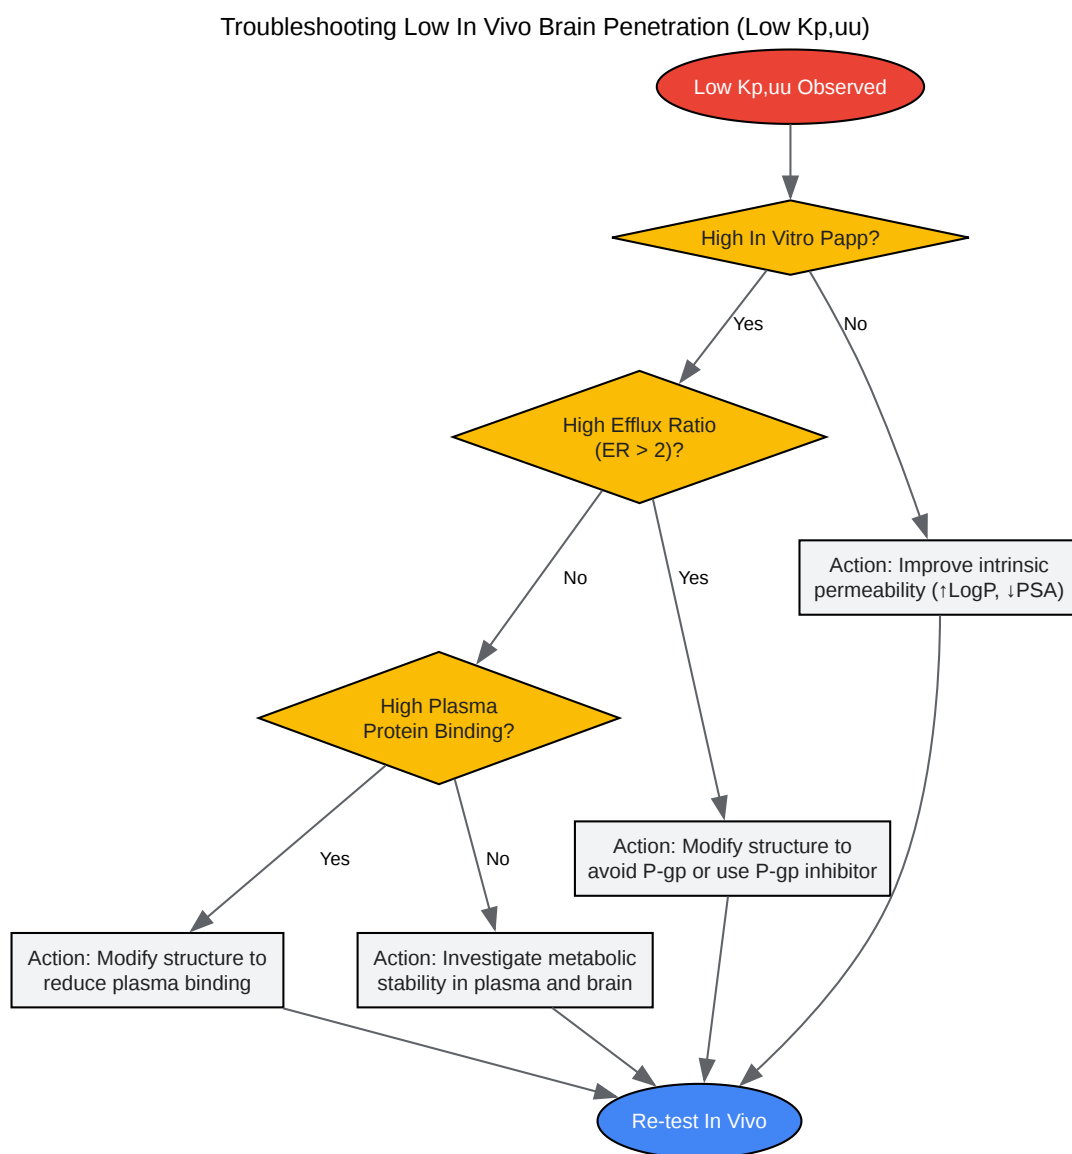 Troubleshooting Low In Vivo Brain Penetration (Low Kp,uu)
Low Kp,uu Observed
High In Vitro Papp?
Yes
No
High Efflux Ratio
(ER > 2)?
Action: Improve intrinsic
permeability (↑LogP, ↓PSA)
No
Yes
High Plasma
Protein Binding?
Action: Modify structure to
avoid P-gp or use P-gp inhibitor
Yes
No
Action: Modify structure to
reduce plasma binding
Action: Investigate metabolic
stability in plasma and brain
Re-test In Vivo